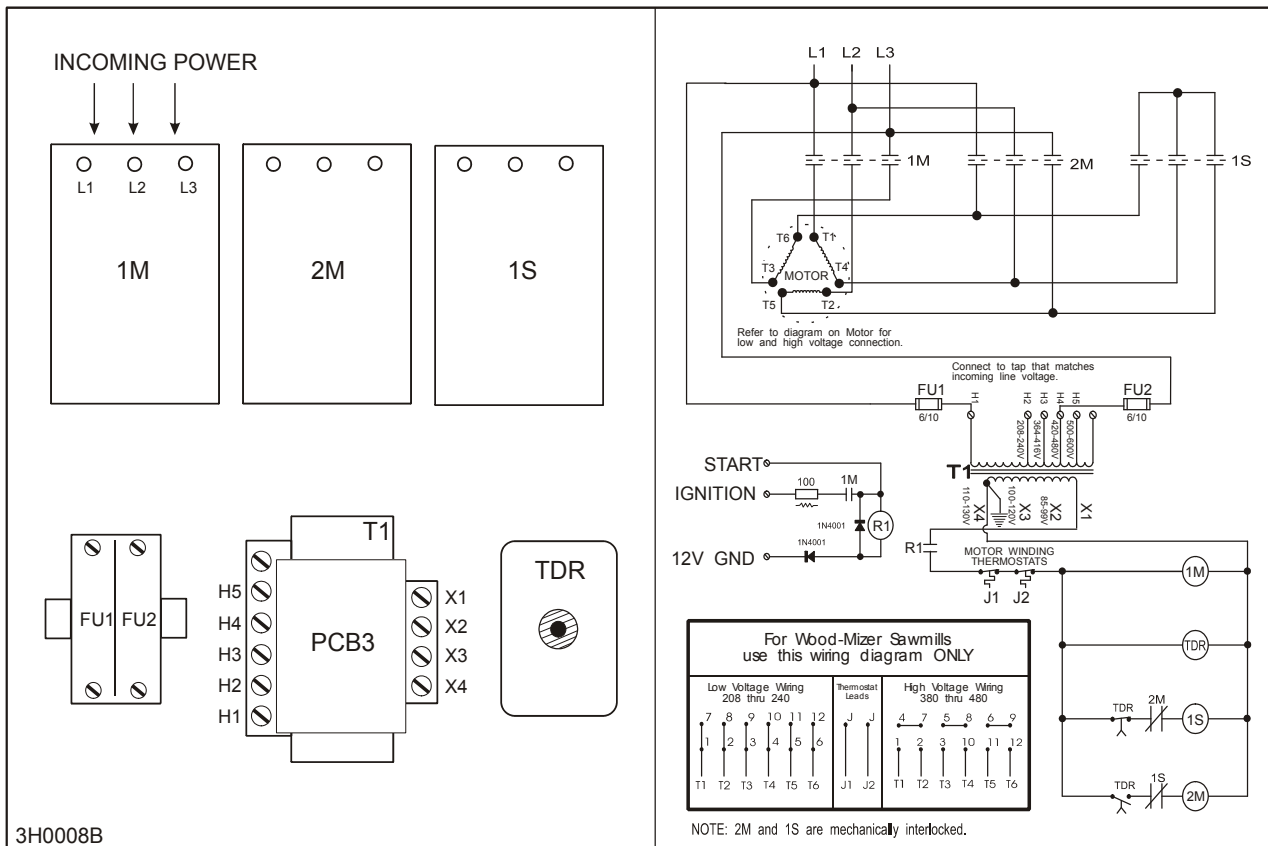 INCOMING POWER
L1 L2 L3
1M
2M
1S
FU1 FU2
T1
H5
H4
H3
H2
H1
PCB3
X1
X2
X3
X4
TDR
3H0008B
L1 L2 L3
1M
2M
1S
T6 T1
T3 MOTOR T4
T5 T2
Refer to diagram on Motor for
low and high voltage connection.
Connect to tap that matches
incoming line voltage.
FU1
6/10
FU2
6/10
H1
H2
H3
H4
H5
208-240V
364-416V
420-480V
500-600V
T1
X4
110-130V
X3
100-120V
X2
85-99V
X1
START
IGNITION
100
1M
1N4001
R1
1N4001
12V GND
R1
MOTOR WINDING
THERMOSTATS
J1 J2
1M
TDR
TDR 2M 1S
TDR 1S 2M
For Wood-Mizer Sawmills
use this wiring diagram ONLY
Low Voltage Wiring
208 thru 240
7 8 9 10 11 12
1 2 3 4 5 6
T1 T2 T3 T4 T5 T6
Thermostat
Leads
J J
J1 J2
High Voltage Wiring
380 thru 480
4 7 5 8 6 9
1 2 3 10 11 12
T1 T2 T3 T4 T5 T6
NOTE: 2M and 1S are mechanically interlocked.